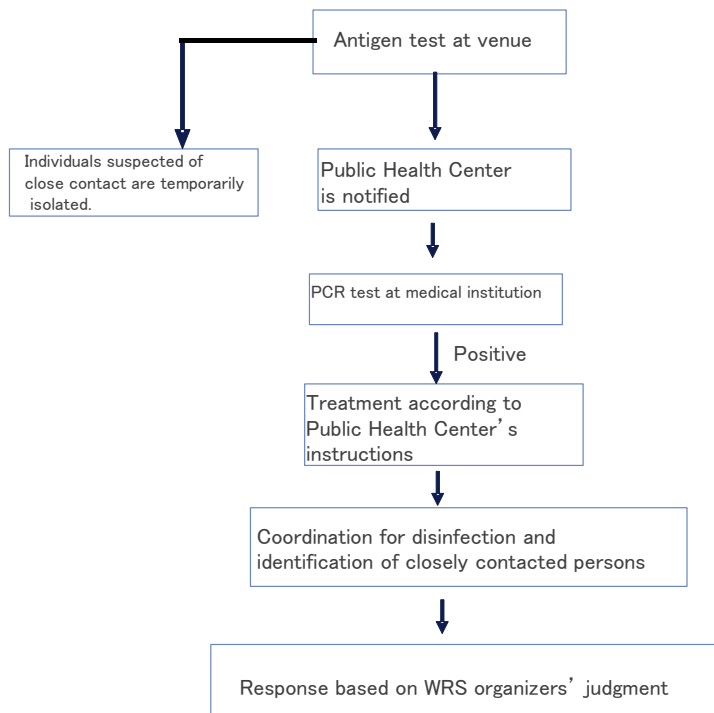 Antigen test at venue
Individuals suspected of
close contact are temporarily
isolated.
Public Health Center
is notified
PCR test at medical institution
Positive
Treatment according to
Public Health Center’s
instructions
Coordination for disinfection and
identification of closely contacted persons
Response based on WRS organizers’ judgment